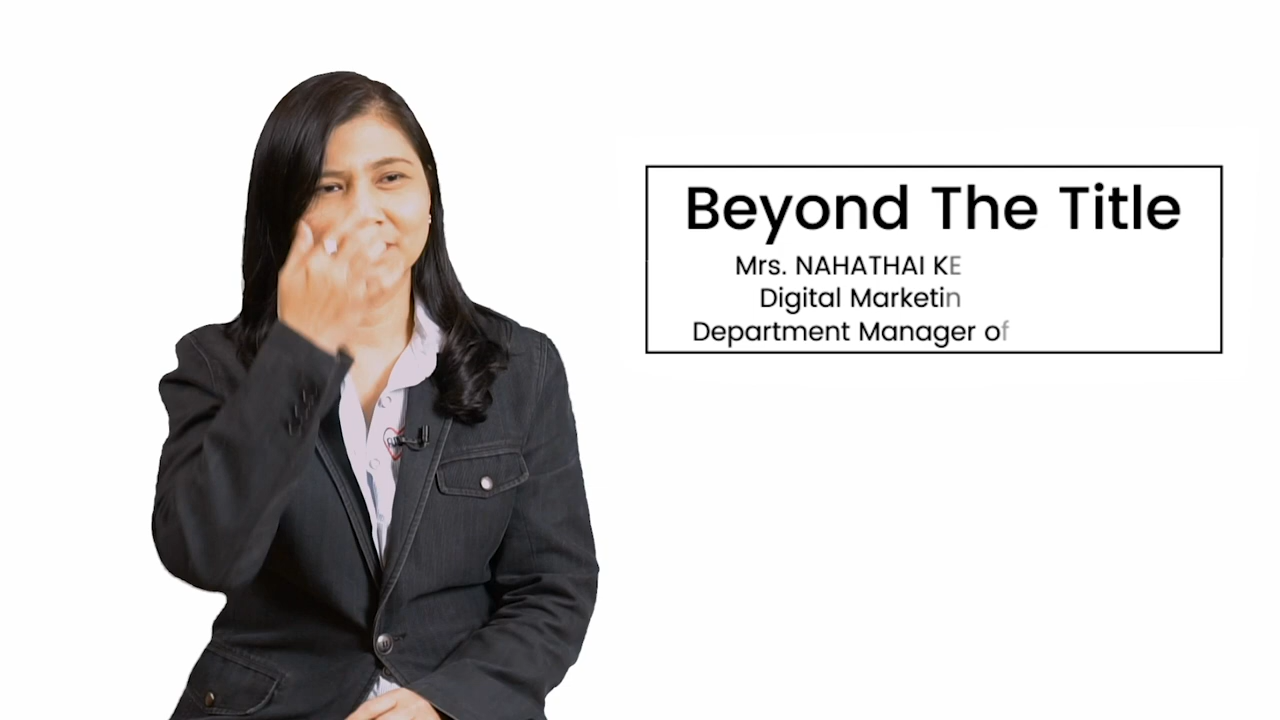 Beyond The Title
Mrs. NAHATHAI KE
Digital Marketin
Department Manager of